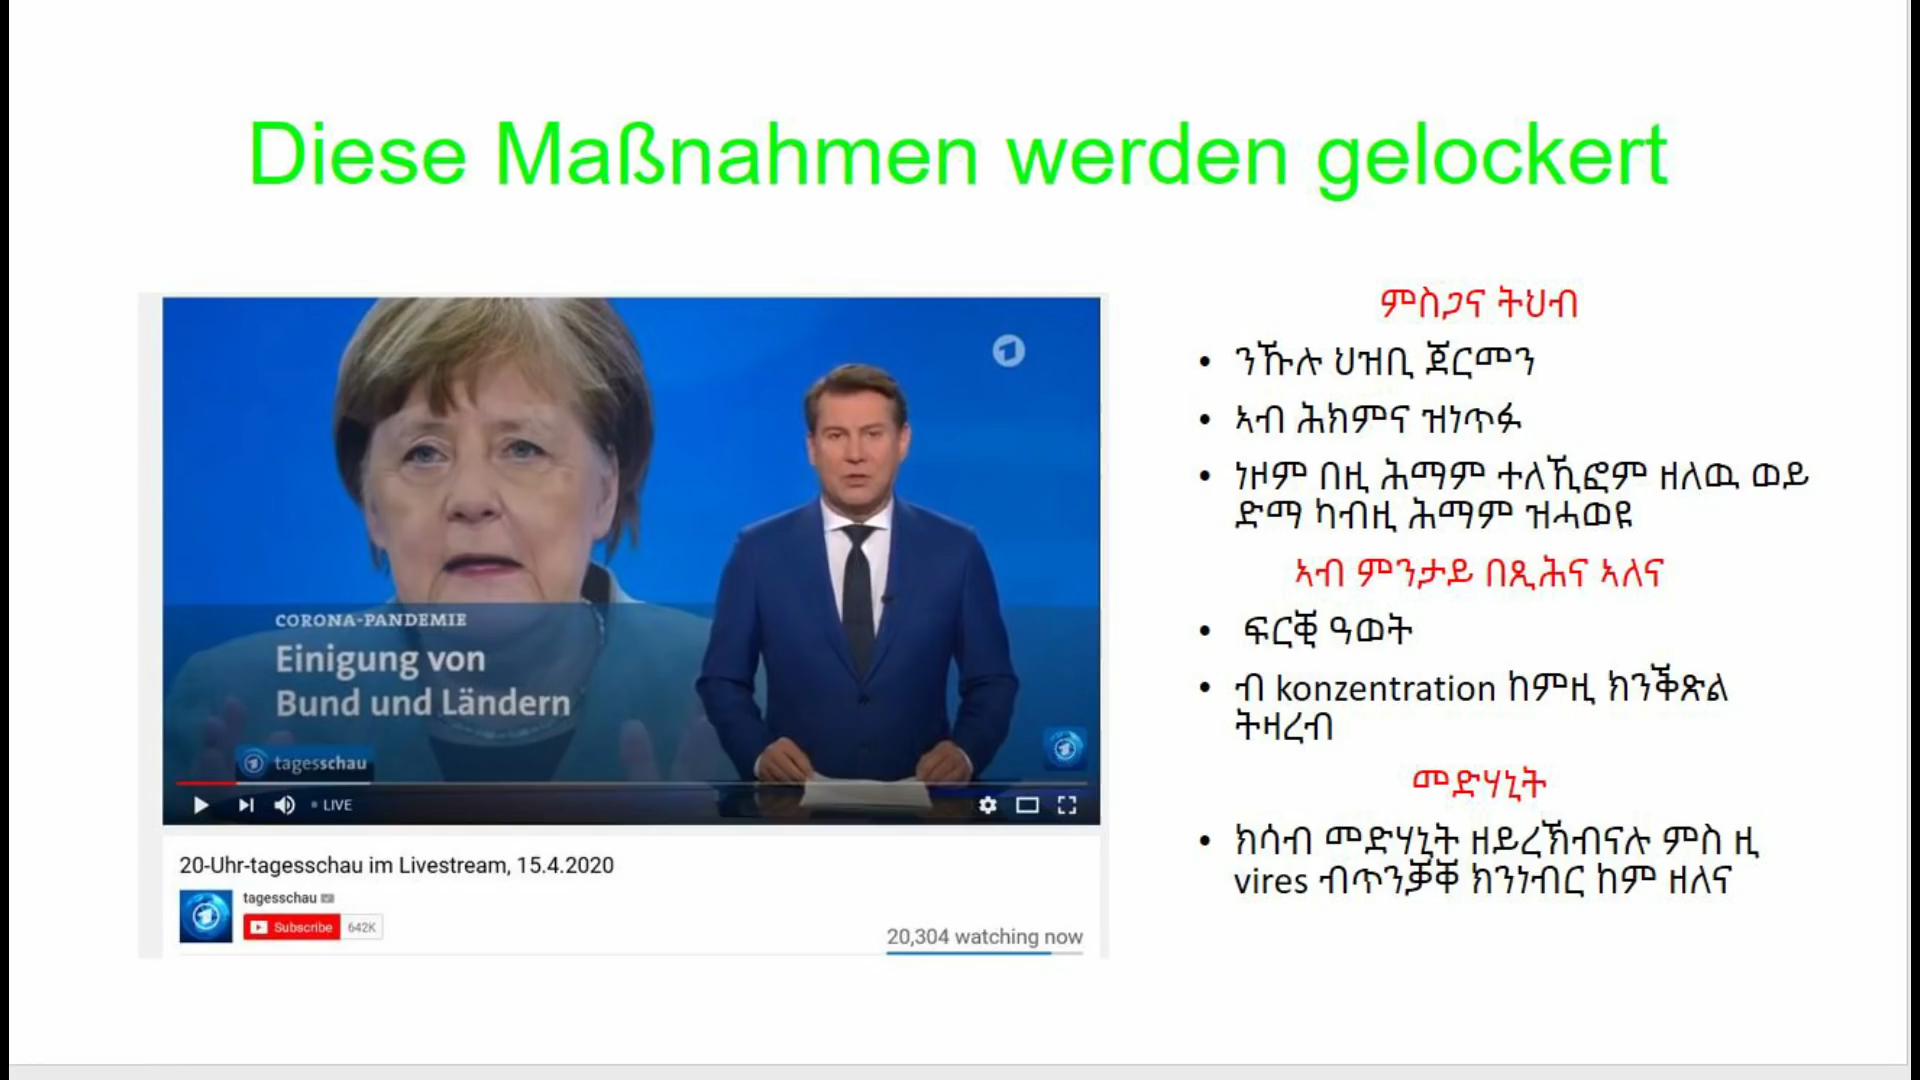 Diese Maßnahmen werden gelockert
CORONA-PANDEMIE
Einigung von
Bund und Ländern
tagesschau
LIVE
20-Uhr-tagesschau im Livestream, 15.4.2020
tagesschau
Subscribe 642K
20,304 watching now
ምስጋና ትህብ
• ንኹሉ ህዝቢ ጀርመን
• ኣብ ሕክምና ዝነጥፉ
• ነዞም በዚ ሕማም ተለኺፎም ዘለዉ ወይ
ድማ ካብዚ ሕማም ዝሓወዩ
ኣብ ምንታይ በጺሕና ኣለና
• ፍርቒ ዓወት
• ብ konzentration ከምዚ ክንቕጽል
ትዛረብ
መድሃኒት
• ክሳብ መድሃኒት ዘይረኽብናሉ ምስ ዚ
vires ብጥንቓቐ ክንነብር ከም ዘለና